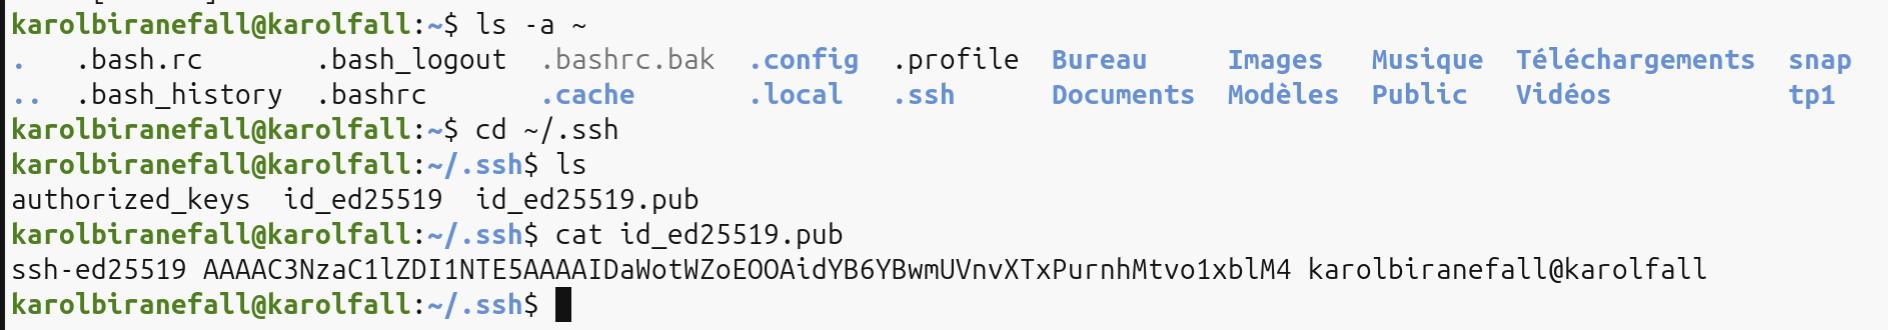 karolbiranefall@karolfall:~$ ls -a ~
. .bash.rc .bash_logout .bashrc.bak .config .profile Bureau Images Musique Téléchargements snap
.. .bash_history .bashrc .cache .local .ssh Documents Modèles Public Vidéos tp1
karolbiranefall@karolfall:~$ cd ~/.ssh
karolbiranefall@karolfall:~/.ssh$ ls
authorized_keys id_ed25519 id_ed25519.pub
karolbiranefall@karolfall:~/.ssh$ cat id_ed25519.pub
ssh-ed25519 AAAAC3NzaC1lZDI1NTE5AAAAIDaWotWZoEOOAidYB6YBwmUVnvXTxPurnhMtvo1xblM4 karolbiranefall@karolfall
karolbiranefall@karolfall:~/.ssh$